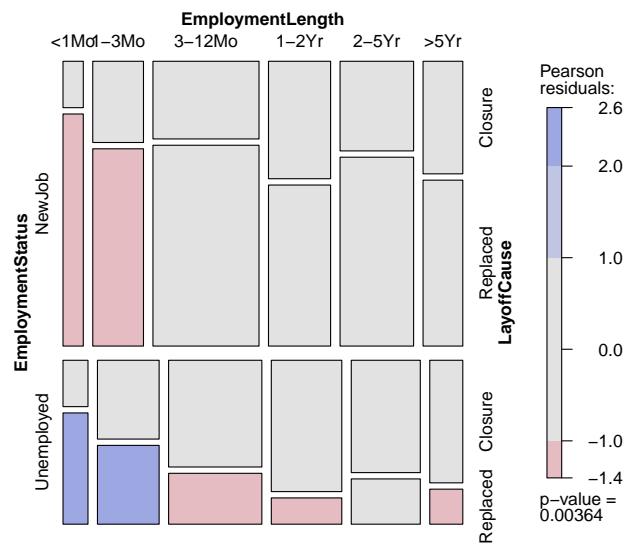 EmploymentLength
<1Mo 1−3Mo 3−12Mo 1−2Yr 2−5Yr >5Yr
EmploymentStatus
NewJob
Unemployed
Closure
Replaced
Closure
Replaced
LayoffCause
Pearson
residuals:
2.6
2.0
1.0
0.0
−1.0
−1.4
p−value =
0.00364